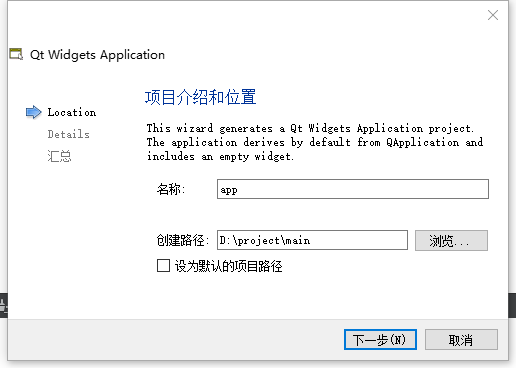 Qt Widgets Application
项目介绍和位置
Location
Details
汇总
This wizard generates a Qt Widgets Application project.
The application derives by default from QApplication and
includes an empty widget.
名称: app
创建路径: D:\project\main 浏览...
设为默认的项目路径
下一步(N) 取消